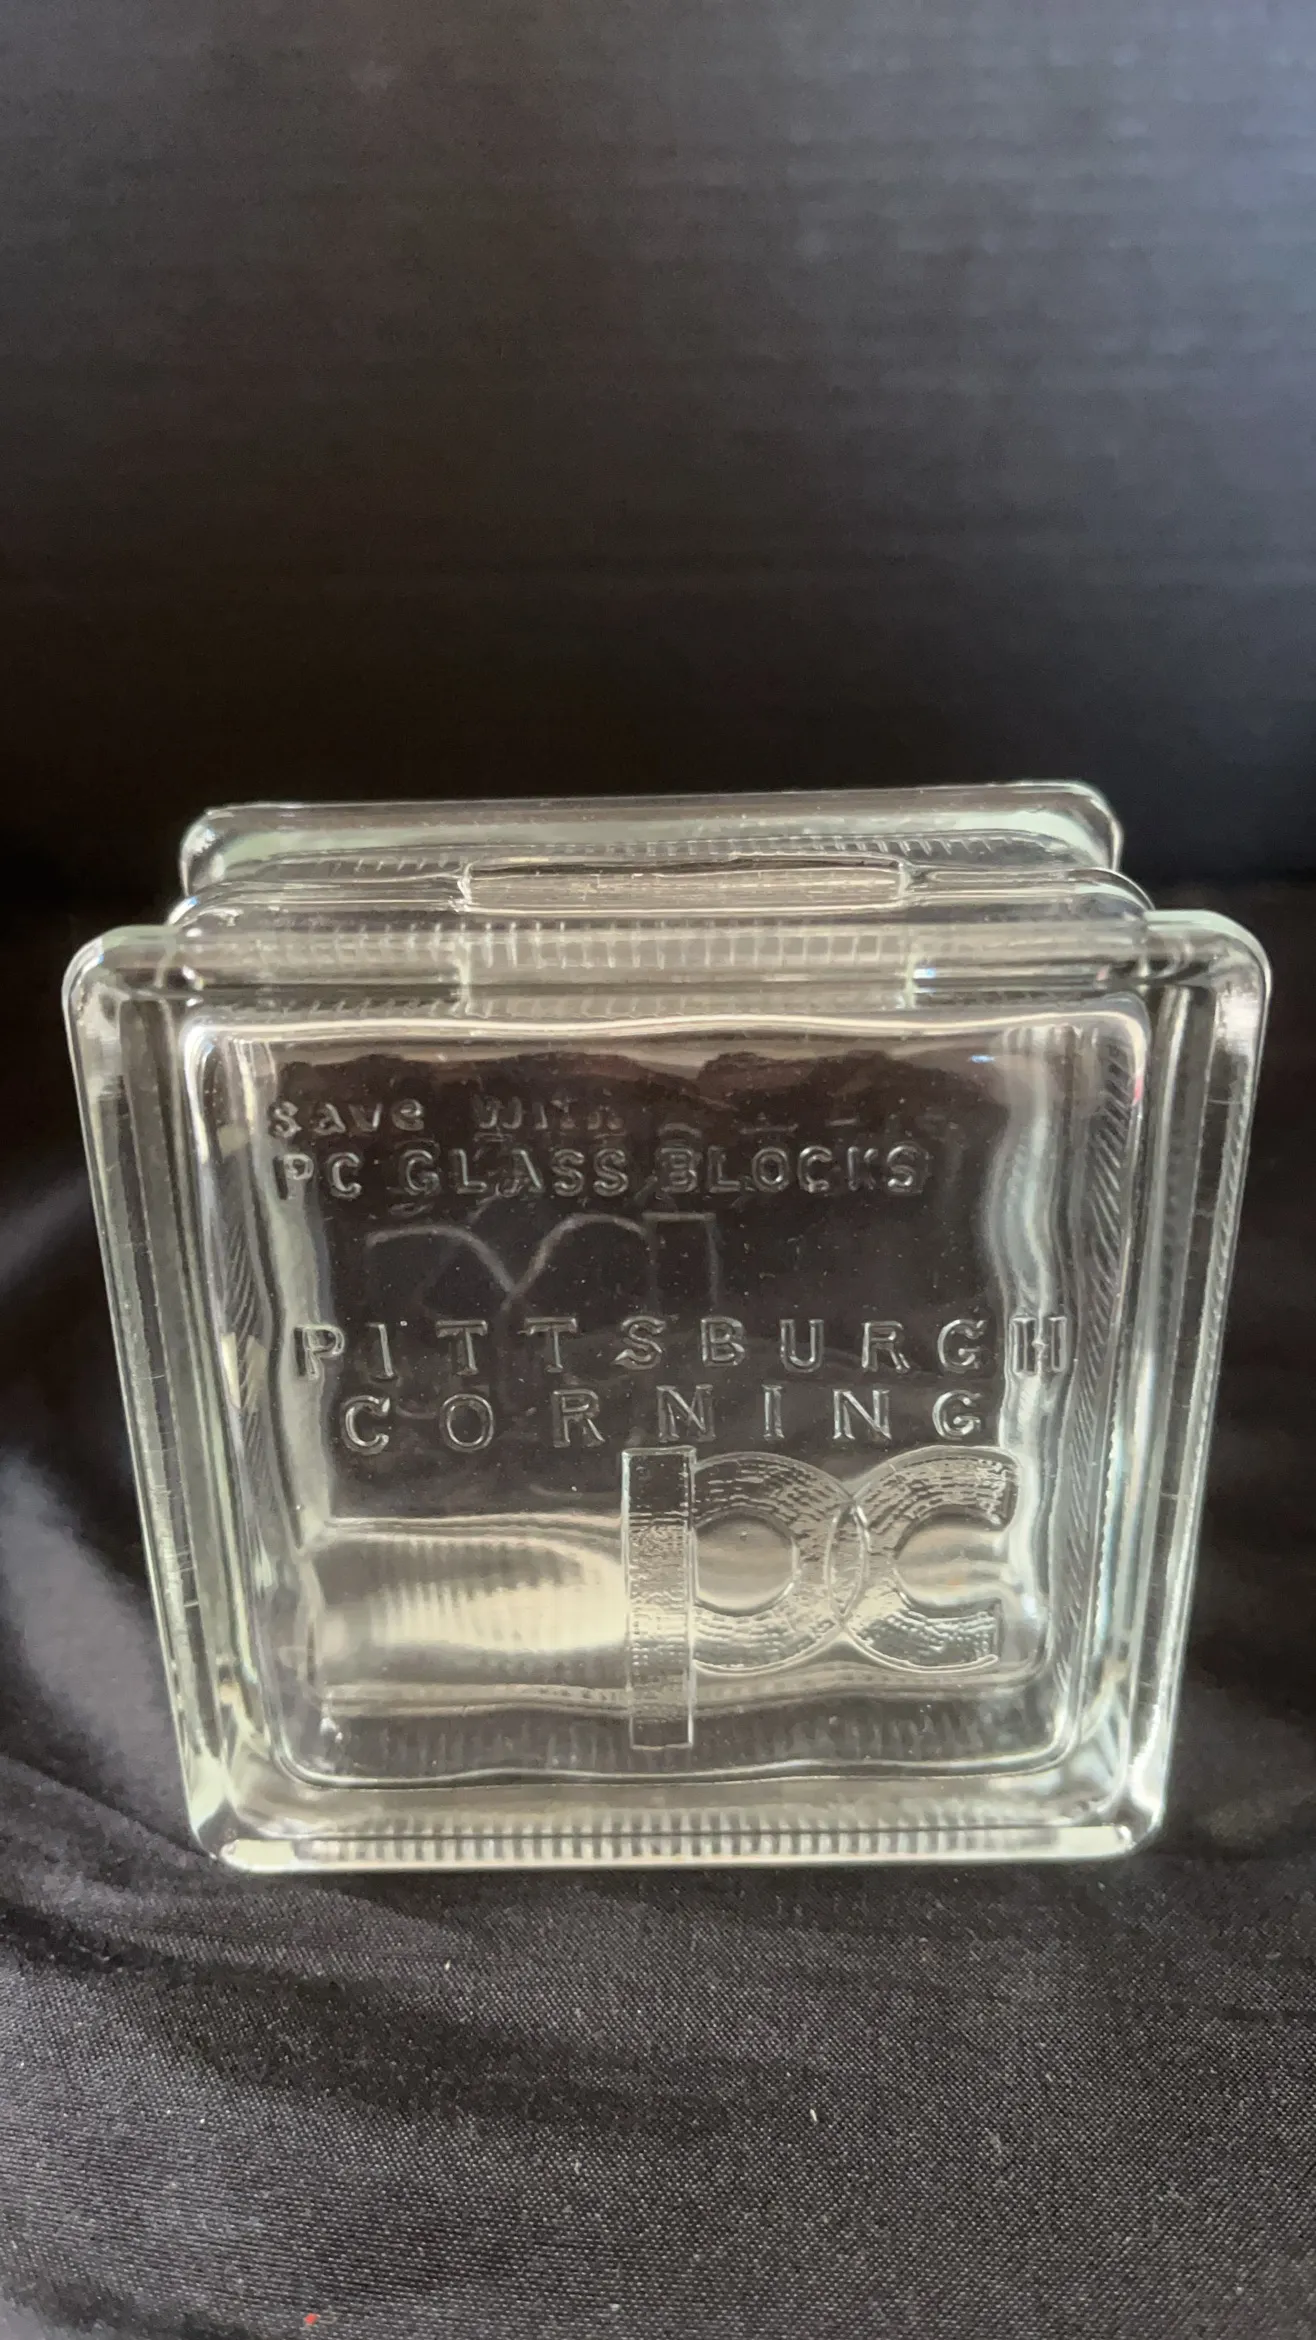 save with
PC GLASS BLOCKS
PITTSBURGH
CORNING
PC